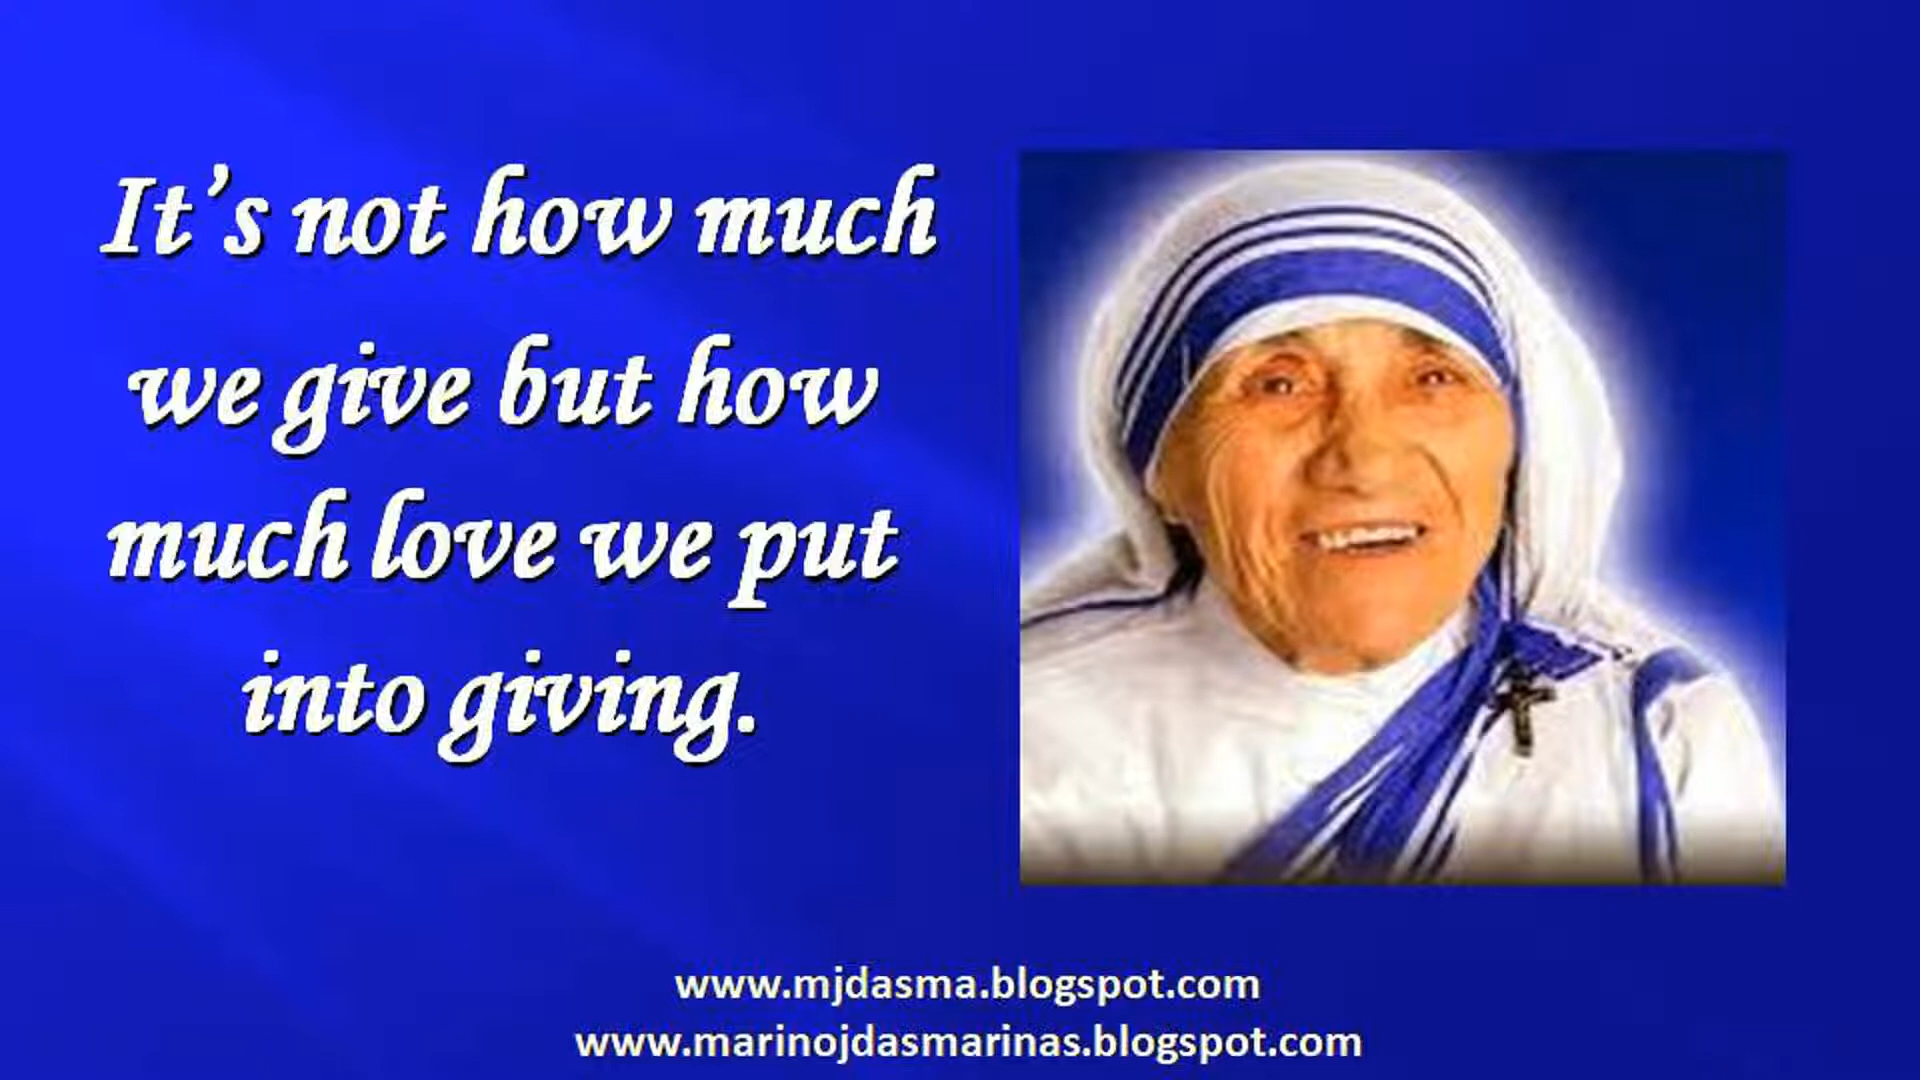 It's not how much
we give but how
much love we put
into giving.
www.mjdasma.blogspot.com
www.marinojdasmarinas.blogspot.com